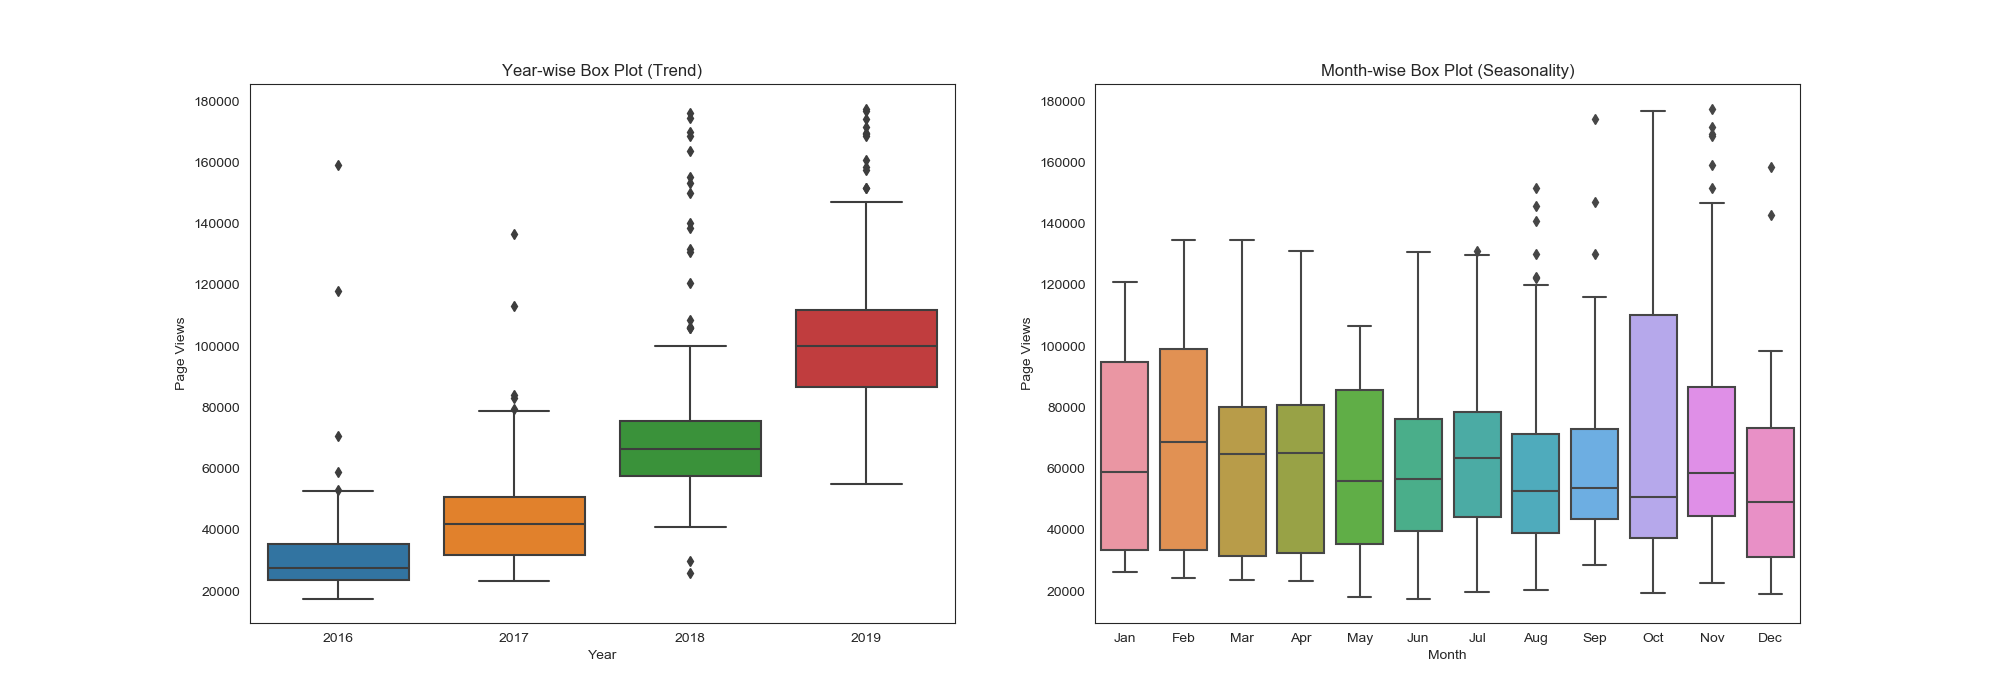 Year-wise Box Plot (Trend)
180000
160000
140000
120000
100000
80000
60000
40000
20000
Page Views
2016 2017 2018 2019
Year
Month-wise Box Plot (Seasonality)
180000
160000
140000
120000
100000
80000
60000
40000
20000
Page Views
Jan Feb Mar Apr May Jun Jul Aug Sep Oct Nov Dec
Month